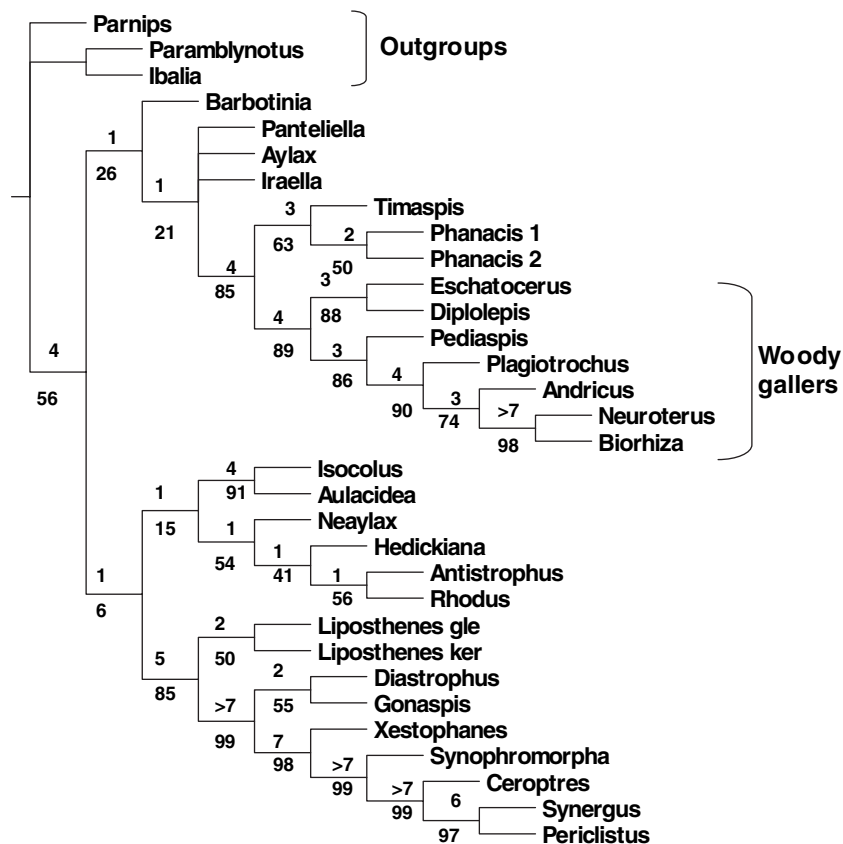 Parnips
Paramblynotus
Outgroups
Ibalia
Barbotinia
1
26
Panteliella
Aylax
1
Iraella
21
3
Timaspis
63
2
Phanacis 1
50
Phanacis 2
4
85
3
Eschatocerus
88
Diplolepis
4
89
Pediaspis
3
86
Woody
gallers
Plagiotrochus
4
90
Andricus
3
74
>7
Neuroterus
98
Biorhiza
4
56
4
Isocolus
91
Aulacidea
1
15
1
Neaylax
54
1
Hedickiana
41
1
Antistrophus
56
Rhodus
1
6
2
Liposthenes gle
50
Liposthenes ker
5
85
2
Diastrophus
55
Gonaspis
>7
99
7
Xestophanes
98
>7
Synophromorpha
99
>7
Ceroptres
99
6
Synergus
97
Periclistus